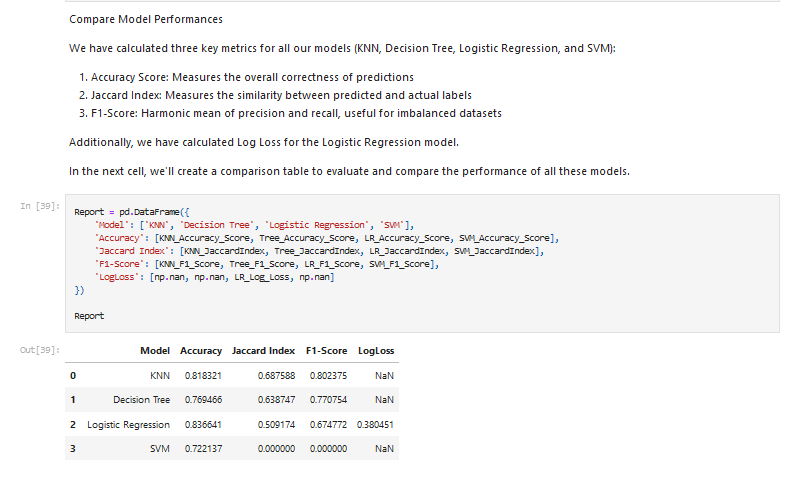 Compare Model Performances
We have calculated three key metrics for all our models (KNN, Decision Tree, Logistic Regression, and SVM):
1. Accuracy Score: Measures the overall correctness of predictions
2. Jaccard Index: Measures the similarity between predicted and actual labels
3. F1-Score: Harmonic mean of precision and recall, useful for imbalanced datasets
Additionally, we have calculated Log Loss for the Logistic Regression model.
In the next cell, we'll create a comparison table to evaluate and compare the performance of all these models.
In [39]:
Report = pd.DataFrame({
    'Model': ['KNN', 'Decision Tree', 'Logistic Regression', 'SVM'],
    'Accuracy': [KNN_Accuracy_Score, Tree_Accuracy_Score, LR_Accuracy_Score, SVM_Accuracy_Score],
    'Jaccard Index': [KNN_JaccardIndex, Tree_JaccardIndex, LR_JaccardIndex, SVM_JaccardIndex],
    'F1-Score': [KNN_F1_Score, Tree_F1_Score, LR_F1_Score, SVM_F1_Score],
    'LogLoss': [np.nan, np.nan, LR_Log_Loss, np.nan]
})
Report
Out[39]:
Model Accuracy Jaccard Index F1-Score LogLoss
0 KNN 0.818321 0.687588 0.802375 NaN
1 Decision Tree 0.769466 0.638747 0.770754 NaN
2 Logistic Regression 0.836641 0.509174 0.674772 0.380451
3 SVM 0.722137 0.000000 0.000000 NaN